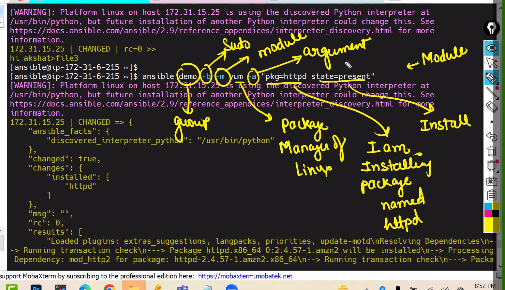 [WARNING]: Platform linux on host 172.31.15.25 is using the discovered Python interpreter at
/usr/bin/python, but future installation of another Python interpreter could change this. See
https://docs.ansible.com/ansible/2.9/reference_appendices/interpreter_discovery.html for more
information.
172.31.15.25 | CHANGED | rc=0 >>
hi akshat>file3
[ansible@ip-172-31-6-215 ~]$
[ansible@ip-172-31-6-215 ~]$ ansible demo -b -m yum -a "pkg=httpd state=present"
[WARNING]: Platform linux on host 172.31.15.25 is using the discovered Python interpreter at
/usr/bin/python, but future installation of another Python interpreter could change this. See
https://docs.ansible.com/ansible/2.9/reference_appendices/interpreter_discovery.html for more
information.
172.31.15.25 | CHANGED => {
"ansible_facts": {
"discovered_interpreter_python": "/usr/bin/python"
},
"changed": true,
"changes": {
"installed": [
"httpd"
]
},
"msg": "",
"rc": 0,
"results": [
"Loaded plugins: extras_suggestions, langpacks, priorities, update-motd\nResolving Dependencies\n-
-> Running transaction check\n---> Package httpd.x86_64 0:2.4.57-1.amzn2 will be installed\n--> Processing
Dependency: mod_http2 for package: httpd-2.4.57-1.amzn2.x86_64\n--> Running transaction check\n---> Packa
Sudo
module
argument
← Module
group
Package
Manager of
Linux
I am
Installing
package
named
httpd
Install
support MobaXterm by subscribing to the professional edition here: https://mobaxterm.mobatek.net